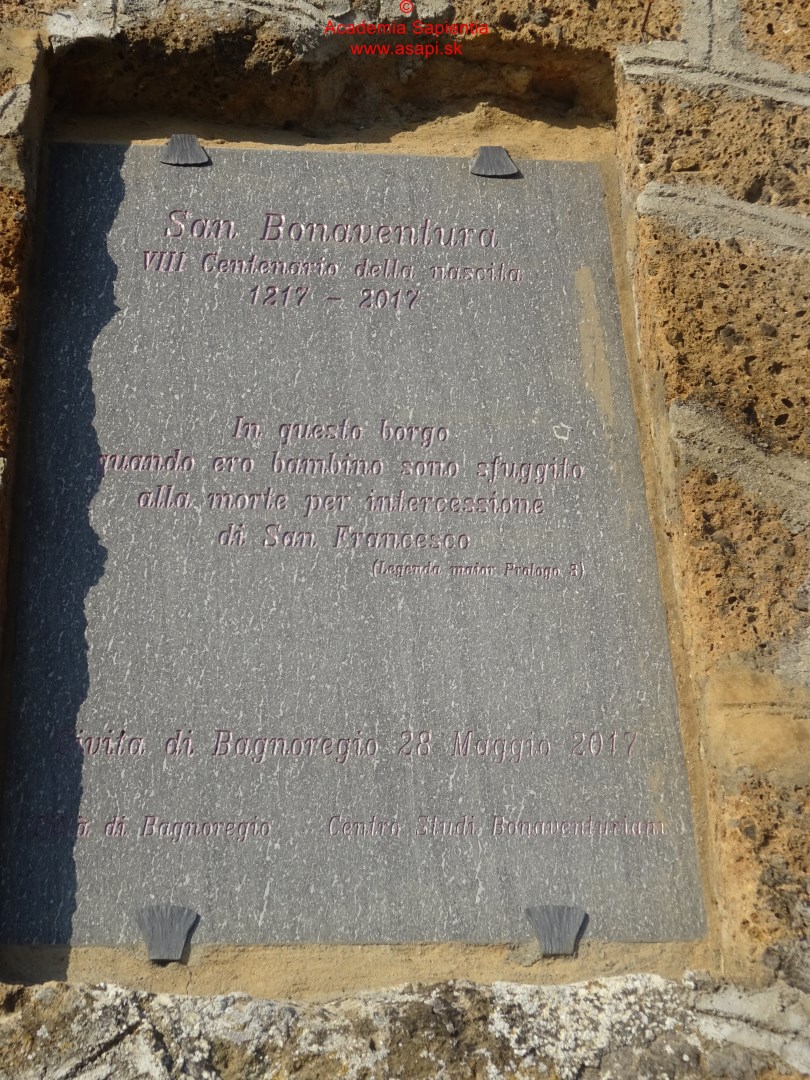 ©
Academia Sapientia
www.asapi.sk
San Bonaventura
VIII Centenario della nascita
1217 - 2017
In questo borgo
quando ero bambino sono sfuggito
alla morte per intercessione
di San Francesco
(Legenda maior Prologo 3)
Civita di Bagnoregio 28 Maggio 2017
di Bagnoregio Centro Studi Bonaventuriani